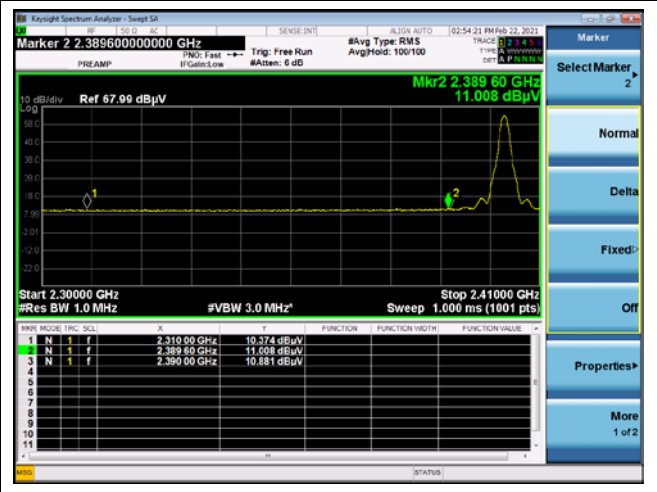 Keysight Spectrum Analyzer - Swept SA
RF 50 Ω AC SENSE:INT ALIGN AUTO 02:54:21 PM Feb 22, 2021
Marker 2 2.389600000000 GHz
PREAMP
PNO: Fast
IFGain:Low
Trig: Free Run
#Atten: 6 dB
#Avg Type: RMS
Avg|Hold: 100/100
TRACE 1 2 3 4 5
TYPE A
DET A P N N N N
Mkr2 2.389 60 GHz
11.008 dBµV
10 dB/div Ref 67.99 dBµV
Log
58.0
48.0
38.0
28.0
18.0
7.99
-2.01
-12.0
-22.0
1
2
Start 2.30000 GHz
#Res BW 1.0 MHz
#VBW 3.0 MHz*
Stop 2.41000 GHz
Sweep 1.000 ms (1001 pts)
MKR MODE TRC SCL X Y FUNCTION FUNCTION WIDTH FUNCTION VALUE
1 N 1 f 2.310 00 GHz 10.374 dBµV
2 N 1 f 2.389 60 GHz 11.008 dBµV
3 N 1 f 2.390 00 GHz 10.881 dBµV
4
5
6
7
8
9
10
11
MSG STATUS
Marker
Select Marker
2
Normal
Delta
Fixed
Off
Properties
More
1 of 2